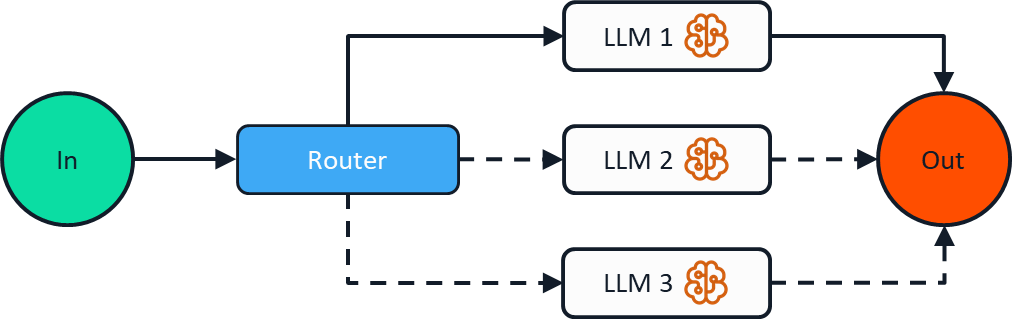 In
Router
LLM 1
LLM 2
LLM 3
Out